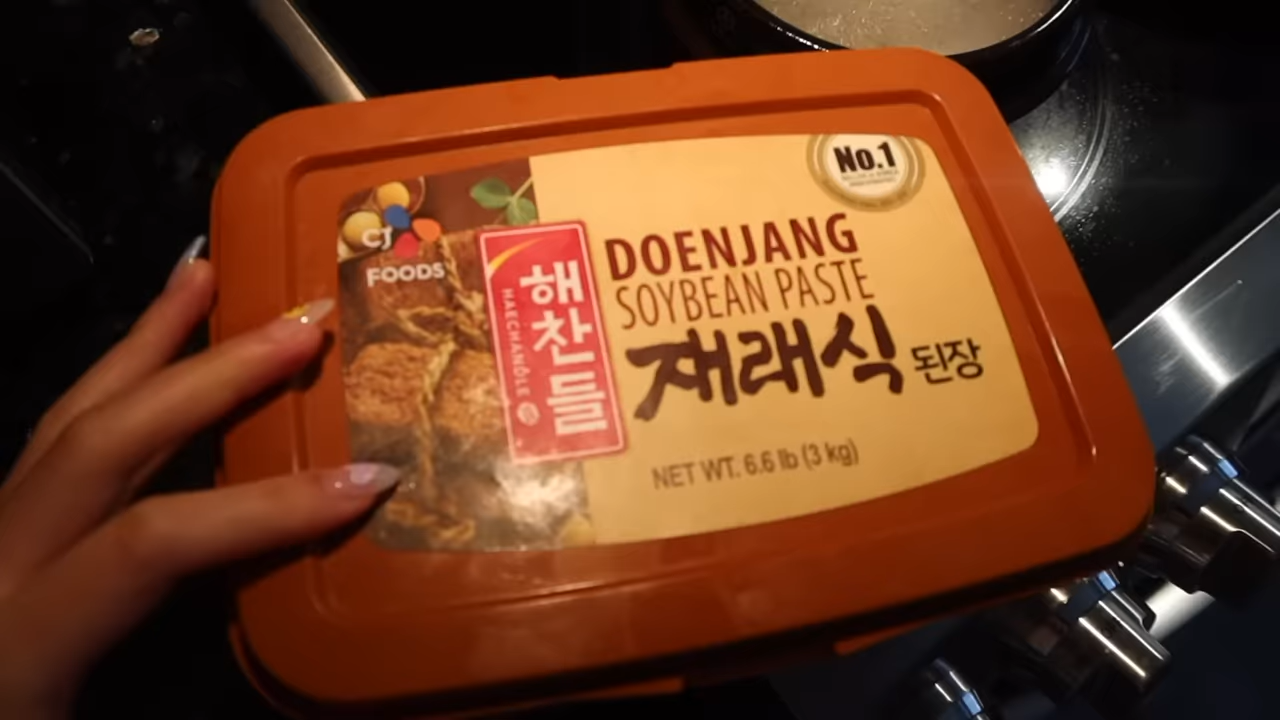 No.1
CJ
FOODS
해찬들
HAECHANDLE
DOENJANG
SOYBEAN PASTE
재래식 된장
NET WT. 6.6 lb (3 kg)